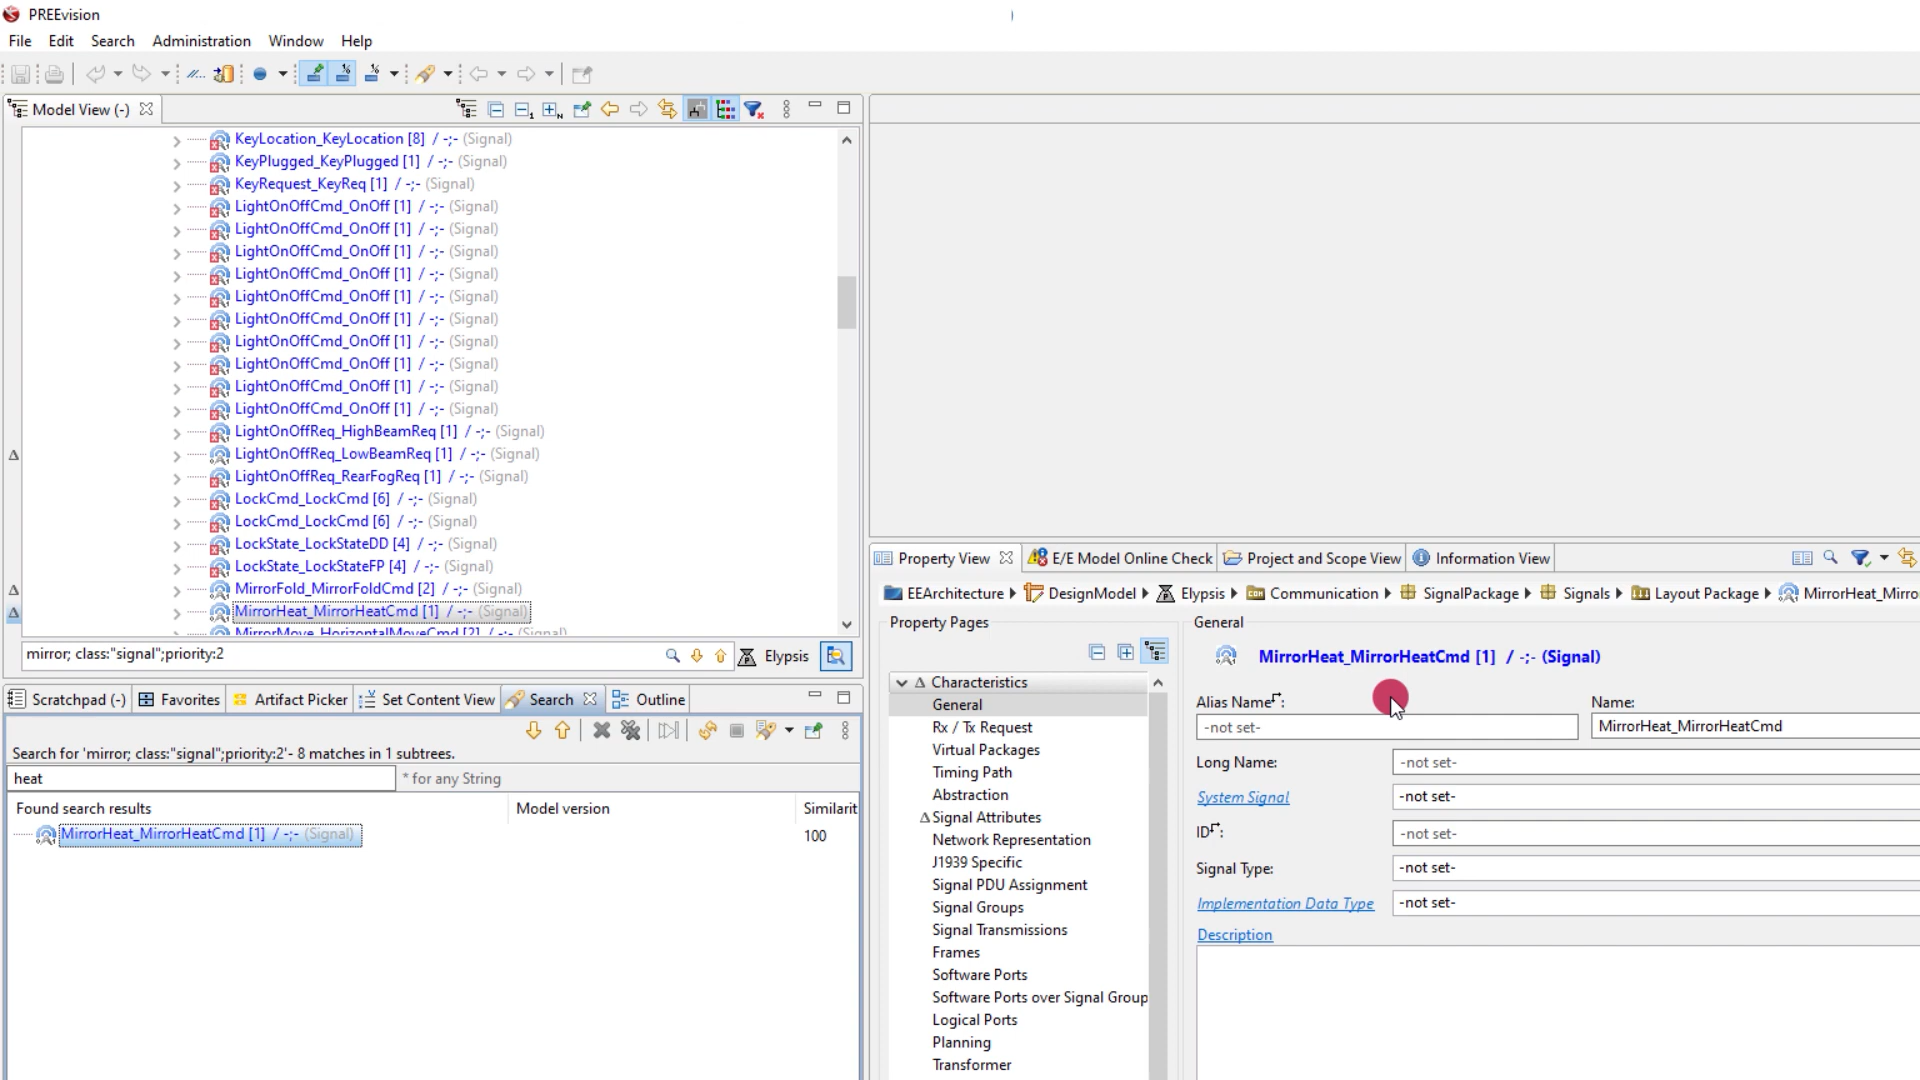 PREEvision
File Edit Search Administration Window Help
Model View (-)
KeyLocation_KeyLocation [8] / -;- (Signal)
KeyPlugged_KeyPlugged [1] / -;- (Signal)
KeyRequest_KeyReq [1] / -;- (Signal)
LightOnOffCmd_OnOff [1] / -;- (Signal)
LightOnOffCmd_OnOff [1] / -;- (Signal)
LightOnOffCmd_OnOff [1] / -;- (Signal)
LightOnOffCmd_OnOff [1] / -;- (Signal)
LightOnOffCmd_OnOff [1] / -;- (Signal)
LightOnOffCmd_OnOff [1] / -;- (Signal)
LightOnOffCmd_OnOff [1] / -;- (Signal)
LightOnOffCmd_OnOff [1] / -;- (Signal)
LightOnOffCmd_OnOff [1] / -;- (Signal)
LightOnOffCmd_OnOff [1] / -;- (Signal)
LightOnOffReq_HighBeamReq [1] / -;- (Signal)
LightOnOffReq_LowBeamReq [1] / -;- (Signal)
LightOnOffReq_RearFogReq [1] / -;- (Signal)
LockCmd_LockCmd [6] / -;- (Signal)
LockCmd_LockCmd [6] / -;- (Signal)
LockState_LockStateDD [4] / -;- (Signal)
LockState_LockStateFP [4] / -;- (Signal)
MirrorFold_MirrorFoldCmd [2] / -;- (Signal)
MirrorHeat_MirrorHeatCmd [1] / -;- (Signal)
MirrorMove_HorizontalMoveCmd [2] / -;- (Signal)
mirror; class:"signal";priority:2 Elypsis
Scratchpad (-) Favorites Artifact Picker Set Content View Search Outline
Search for 'mirror; class:"signal";priority:2'- 8 matches in 1 subtrees.
heat * for any String
Found search results Model version Similarit
MirrorHeat_MirrorHeatCmd [1] / -;- (Signal) 100
Property View E/E Model Online Check Project and Scope View Information View
EEArchitecture DesignModel Elypsis Communication SignalPackage Signals Layout Package MirrorHeat_Mirro
Property Pages
Characteristics
General
Rx / Tx Request
Virtual Packages
Timing Path
Abstraction
Signal Attributes
Network Representation
J1939 Specific
Signal PDU Assignment
Signal Groups
Signal Transmissions
Frames
Software Ports
Software Ports over Signal Group
Logical Ports
Planning
Transformer
General
MirrorHeat_MirrorHeatCmd [1] / -;- (Signal)
Alias Name: Name:
-not set- MirrorHeat_MirrorHeatCmd
Long Name: -not set-
System Signal -not set-
ID: -not set-
Signal Type: -not set-
Implementation Data Type -not set-
Description